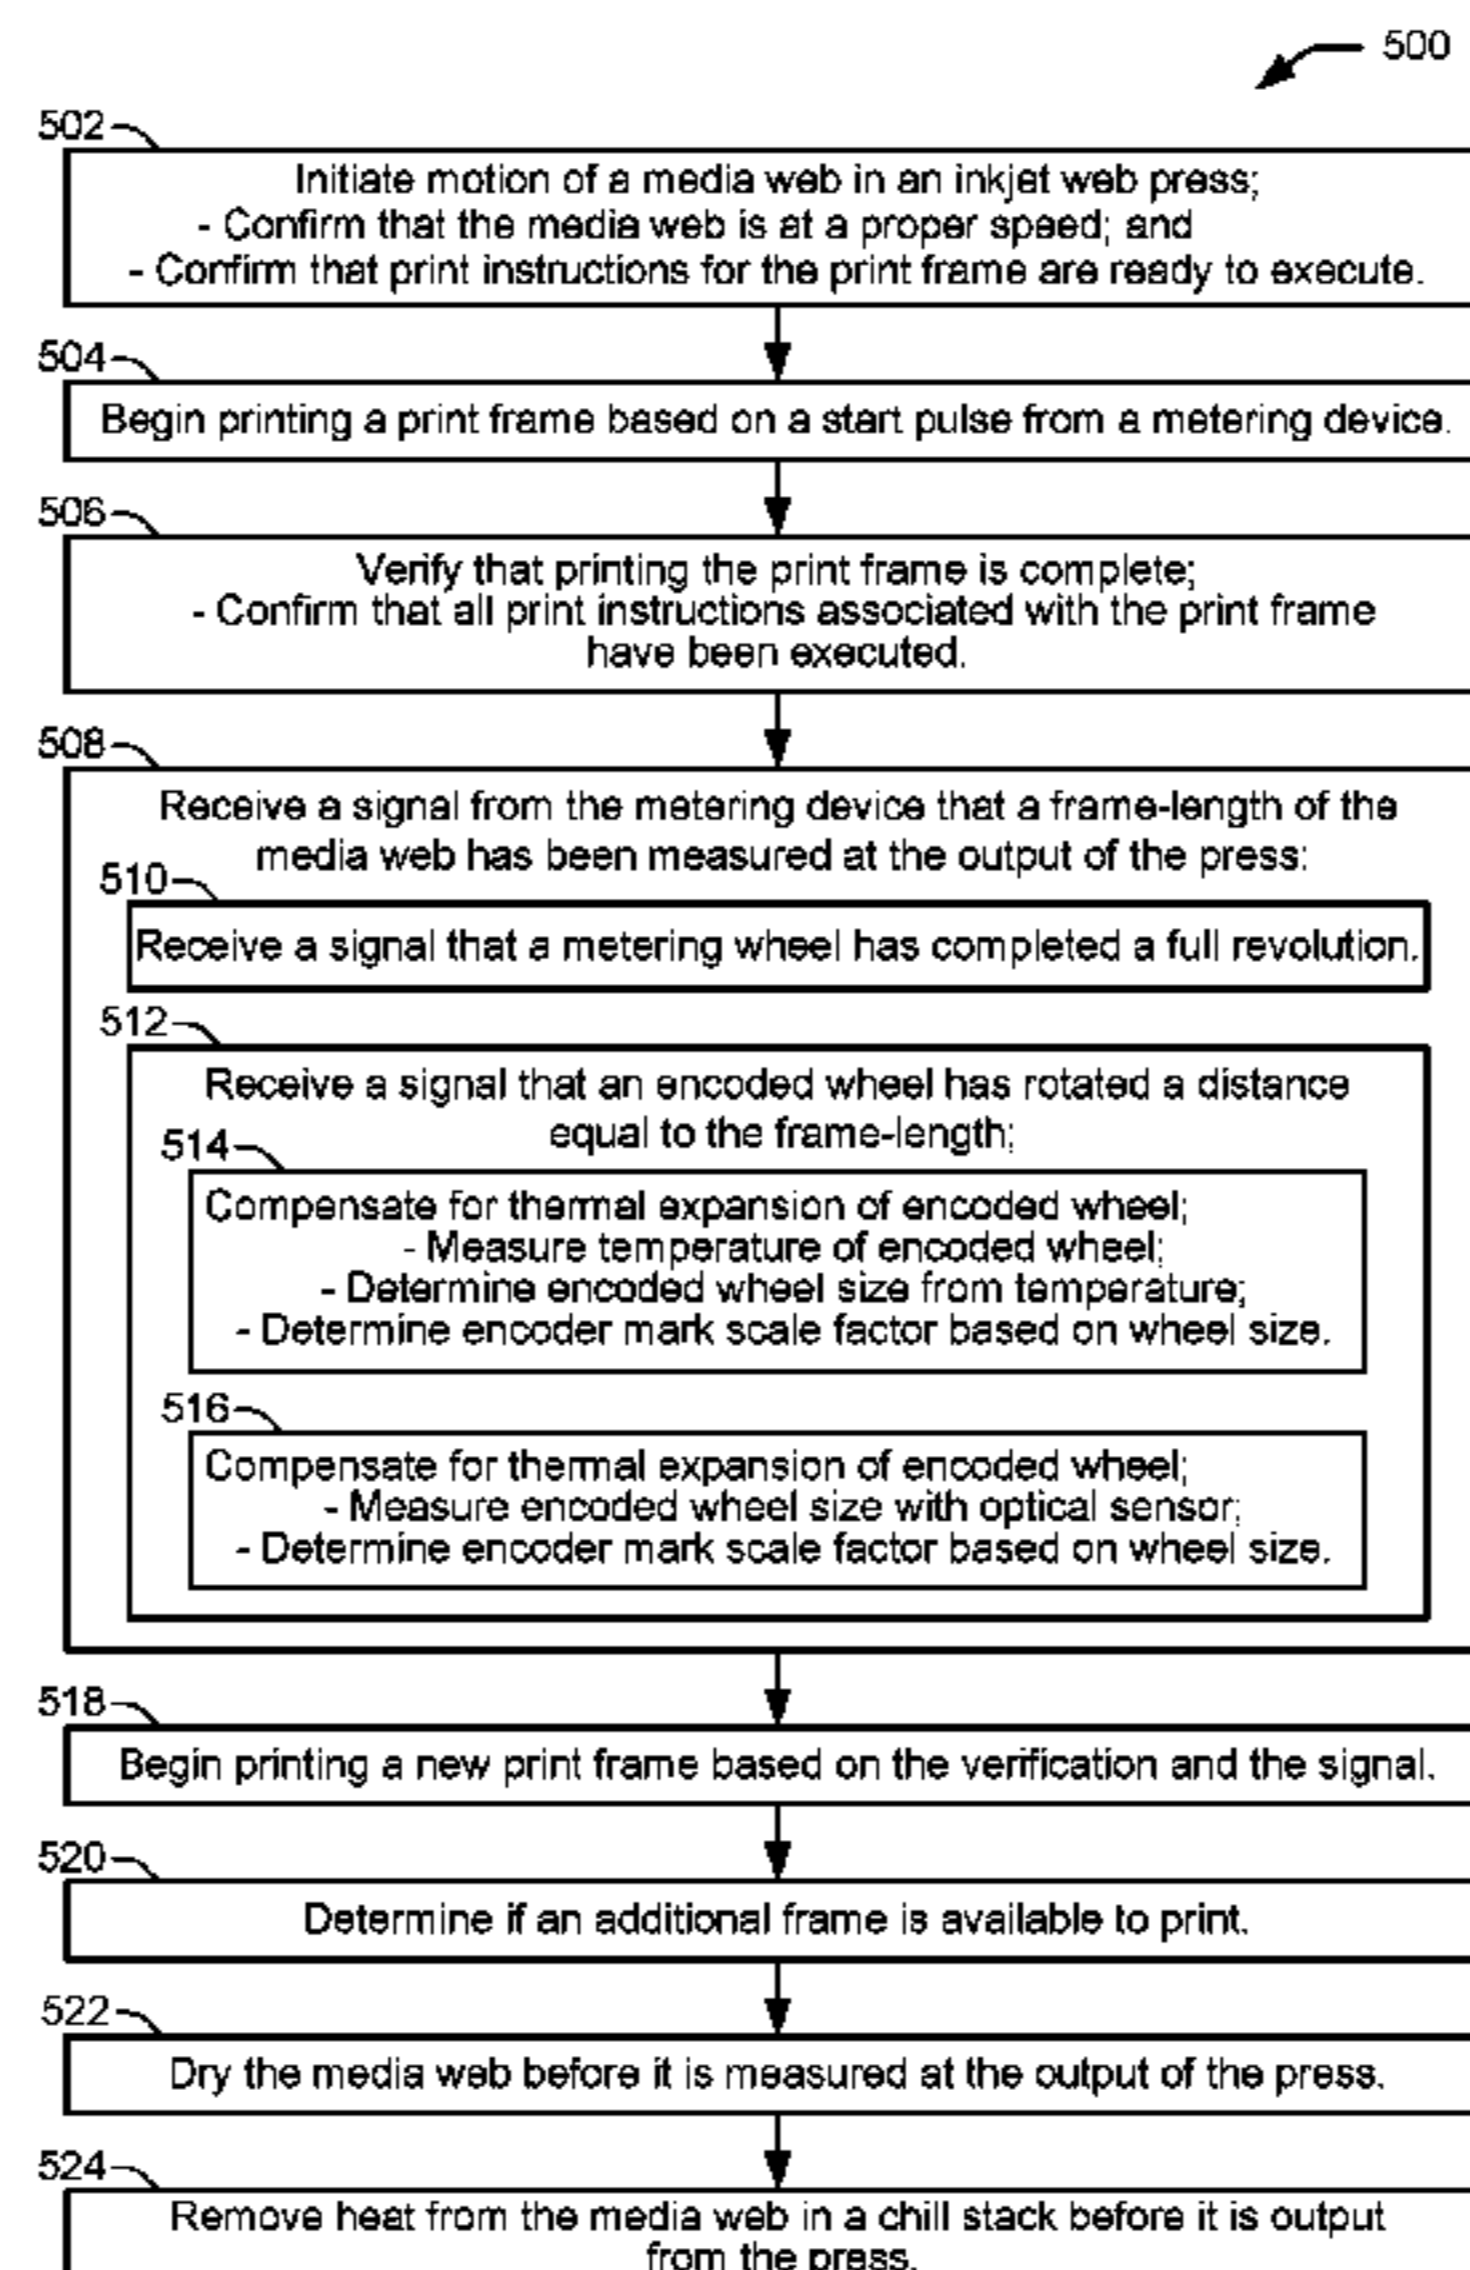 500
502
Initiate motion of a media web in an inkjet web press;
- Confirm that the media web is at a proper speed; and
- Confirm that print instructions for the print frame are ready to execute.
504
Begin printing a print frame based on a start pulse from a metering device.
506
Verify that printing the print frame is complete;
- Confirm that all print instructions associated with the print frame
have been executed.
508
Receive a signal from the metering device that a frame-length of the
media web has been measured at the output of the press:
510
Receive a signal that a metering wheel has completed a full revolution.
512
Receive a signal that an encoded wheel has rotated a distance
equal to the frame-length;
514
Compensate for thermal expansion of encoded wheel;
- Measure temperature of encoded wheel;
- Determine encoded wheel size from temperature;
- Determine encoder mark scale factor based on wheel size.
516
Compensate for thermal expansion of encoded wheel;
- Measure encoded wheel size with optical sensor;
- Determine encoder mark scale factor based on wheel size.
518
Begin printing a new print frame based on the verification and the signal.
520
Determine if an additional frame is available to print.
522
Dry the media web before it is measured at the output of the press.
524
Remove heat from the media web in a chill stack before it is output
from the press.